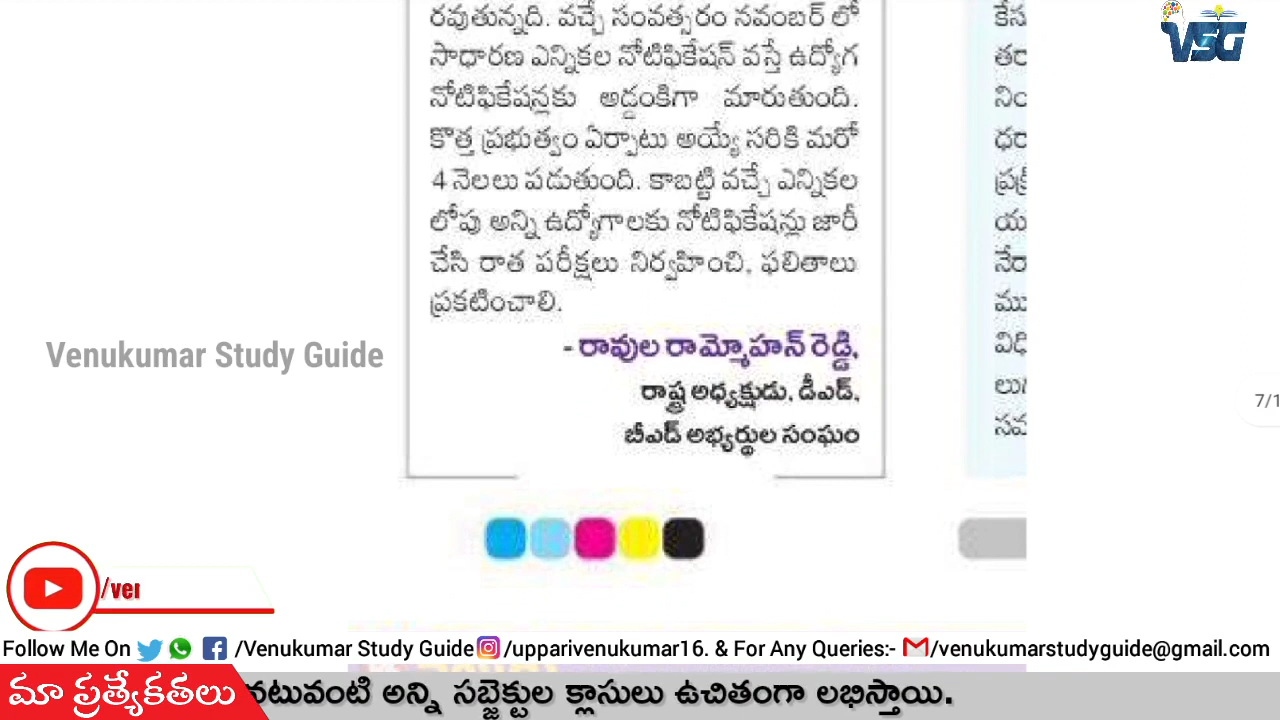 రవుతున్నది. వచ్చే సంవత్సరం నవంబర్ లో
సాధారణ ఎన్నికల నోటిఫికేషన్ వస్తే ఉద్యోగ
నోటిఫికేషన్లకు అడ్డంకిగా మారుతుంది.
కొత్త ప్రభుత్వం ఏర్పాటు అయ్యే సరికి మరో
4 నెలలు పడుతుంది. కాబట్టి వచ్చే ఎన్నికల
లోపు అన్ని ఉద్యోగాలకు నోటిఫికేషన్లు జారీ
చేసి రాత పరీక్షలు నిర్వహించి, ఫలితాలు
ప్రకటించాలి.
- రావుల రామ్మోహన్ రెడ్డి,
రాష్ట్ర అధ్యక్షుడు, డీఎడ్,
బీఎడ్ అభ్యర్థుల సంఘం
VSG
Venukumar Study Guide
7/1
/ver
Follow Me On /Venukumar Study Guide /upparivenukumar16. & For Any Queries:- /venukumarstudyguide@gmail.com
మా ప్రత్యేకతలు నటువంటి అన్ని సబ్జెక్టుల క్లాసులు ఉచితంగా లభిస్తాయి.